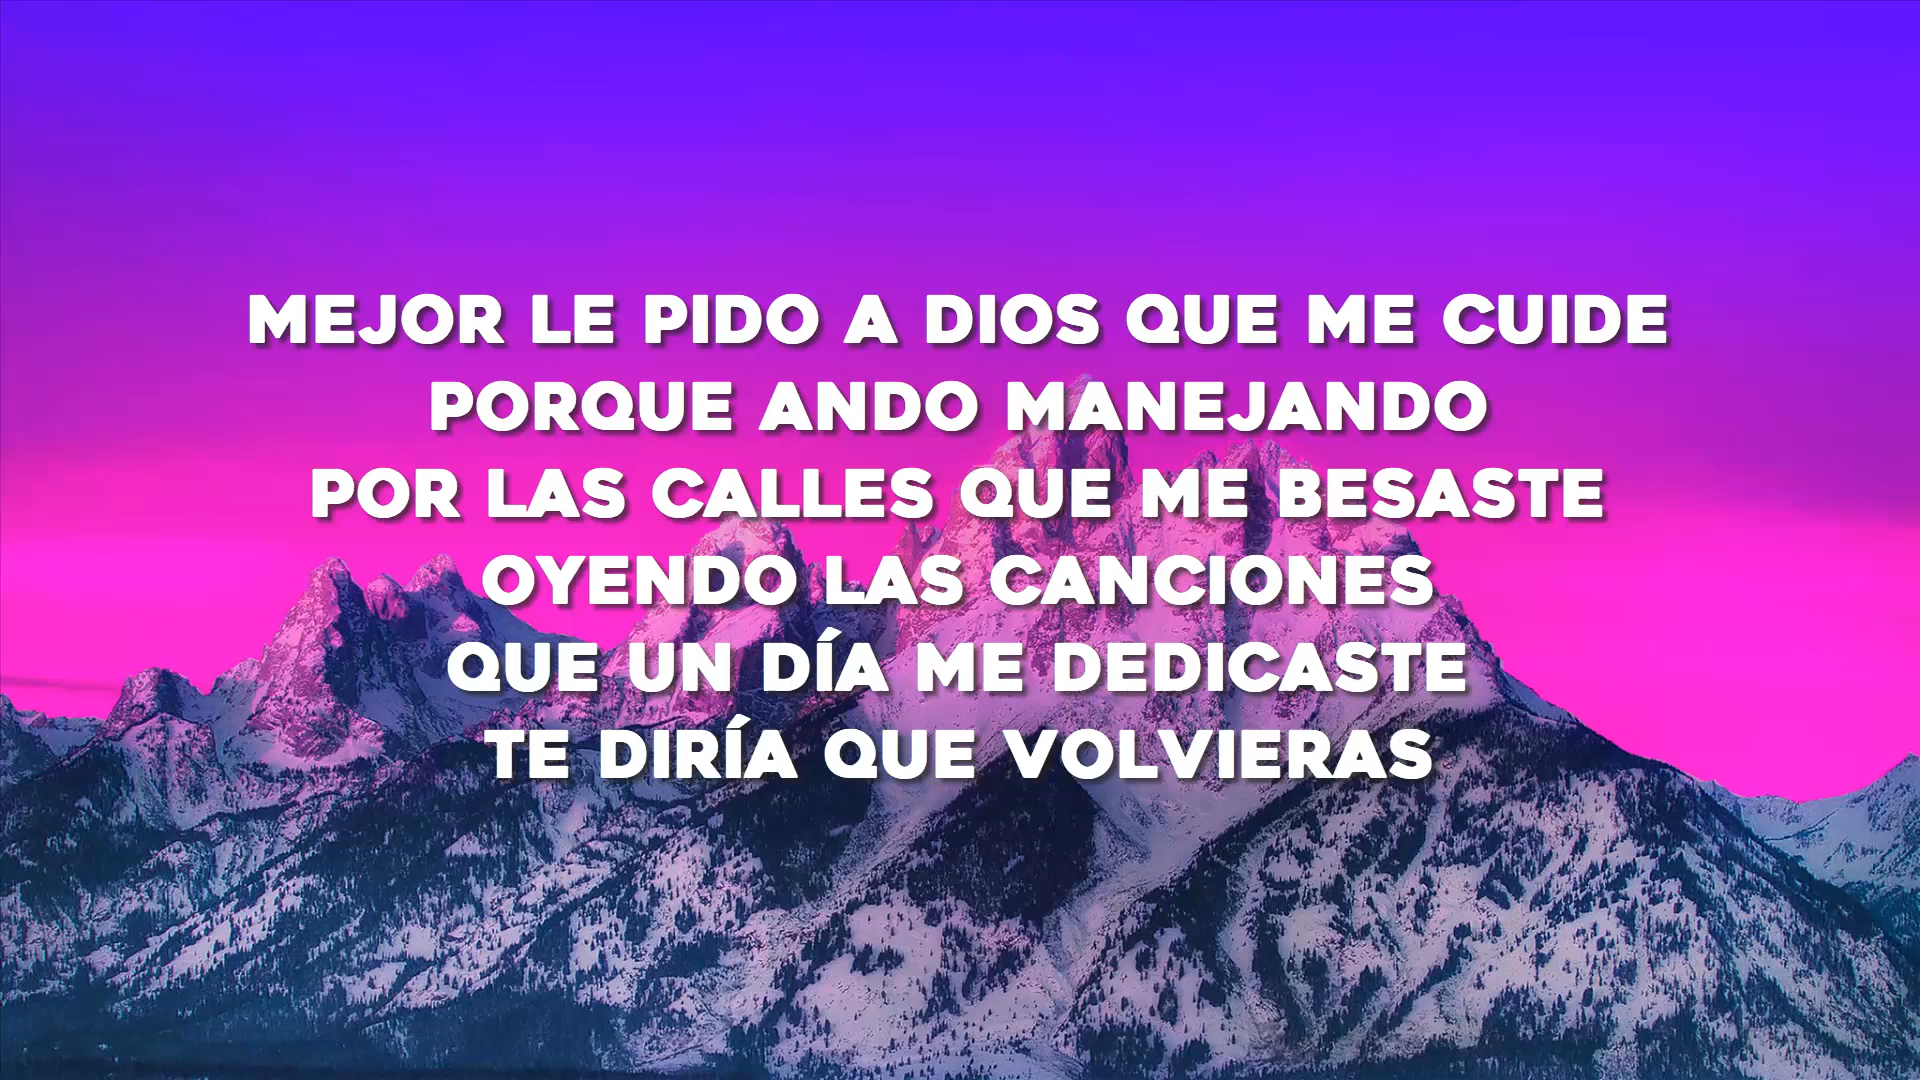 MEJOR LE PIDO A DIOS QUE ME CUIDE
PORQUE ANDO MANEJANDO
POR LAS CALLES QUE ME BESASTE
OYENDO LAS CANCIONES
QUE UN DÍA ME DEDICASTE
TE DIRÍA QUE VOLVIERAS